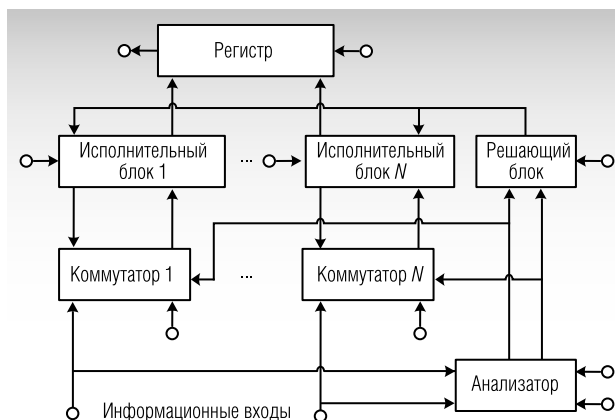 Регистр
Исполнительный
блок 1
...
Исполнительный
блок N
Решающий
блок
Коммутатор 1
...
Коммутатор N
Анализатор
Информационные входы